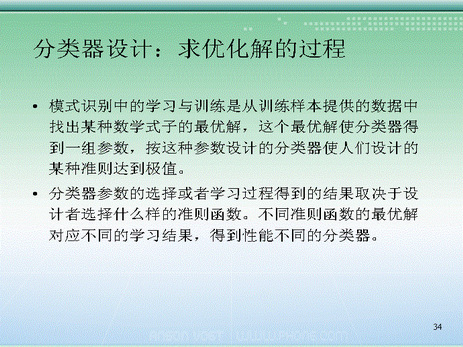 分类器设计：求优化解的过程
• 模式识别中的学习与训练是从训练样本提供的数据中
找出某种数学式子的最优解，这个最优解使分类器得
到一组参数，按这种参数设计的分类器使人们设计的
某种准则达到极值。
• 分类器参数的选择或者学习过程得到的结果取决于设
计者选择什么样的准则函数。不同准则函数的最优解
对应不同的学习结果，得到性能不同的分类器。
34